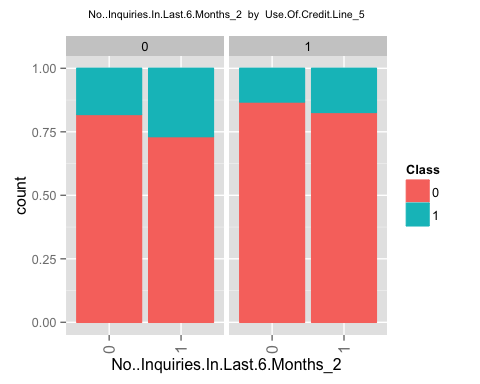 No..Inquiries.In.Last.6.Months_2 by Use.Of.Credit.Line_5
0 1
1.00
0.75
0.50
0.25
0.00
count
0 1 0 1
No..Inquiries.In.Last.6.Months_2
Class
0
1